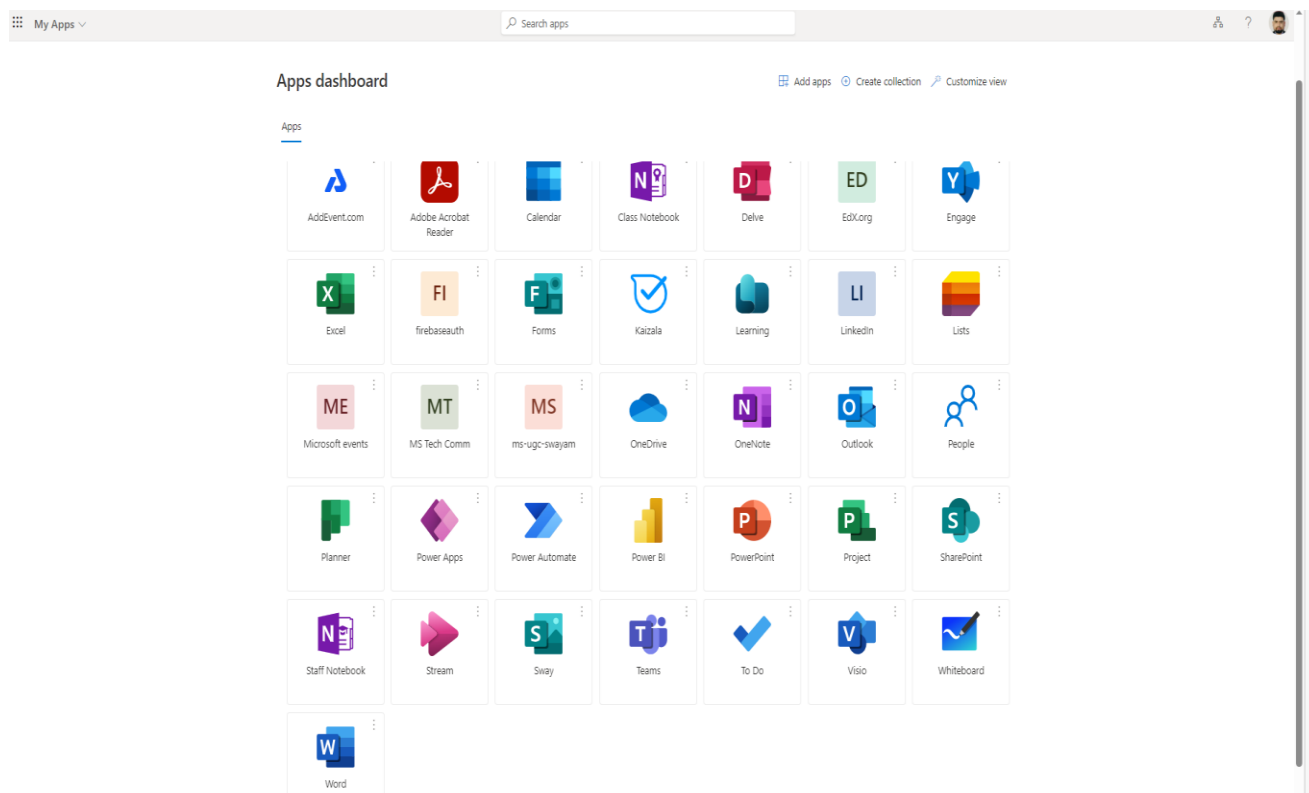 My Apps
Search apps
?
Apps dashboard
Add apps Create collection Customize view
Apps
D ED Y
N
AddEvent.com Adobe Acrobat Reader Calendar Class Notebook Delve EdX.org Engage
X FI F LI
Excel firebaseauth Forms Kaizala Learning LinkedIn Lists
ME MT MS N O
Microsoft events MS Tech Comm ms-ugc-swayam OneDrive OneNote Outlook People
P P S
Planner Power Apps Power Automate Power BI PowerPoint Project SharePoint
N S T V
Staff Notebook Stream Sway Teams To Do Visio Whiteboard
W
Word